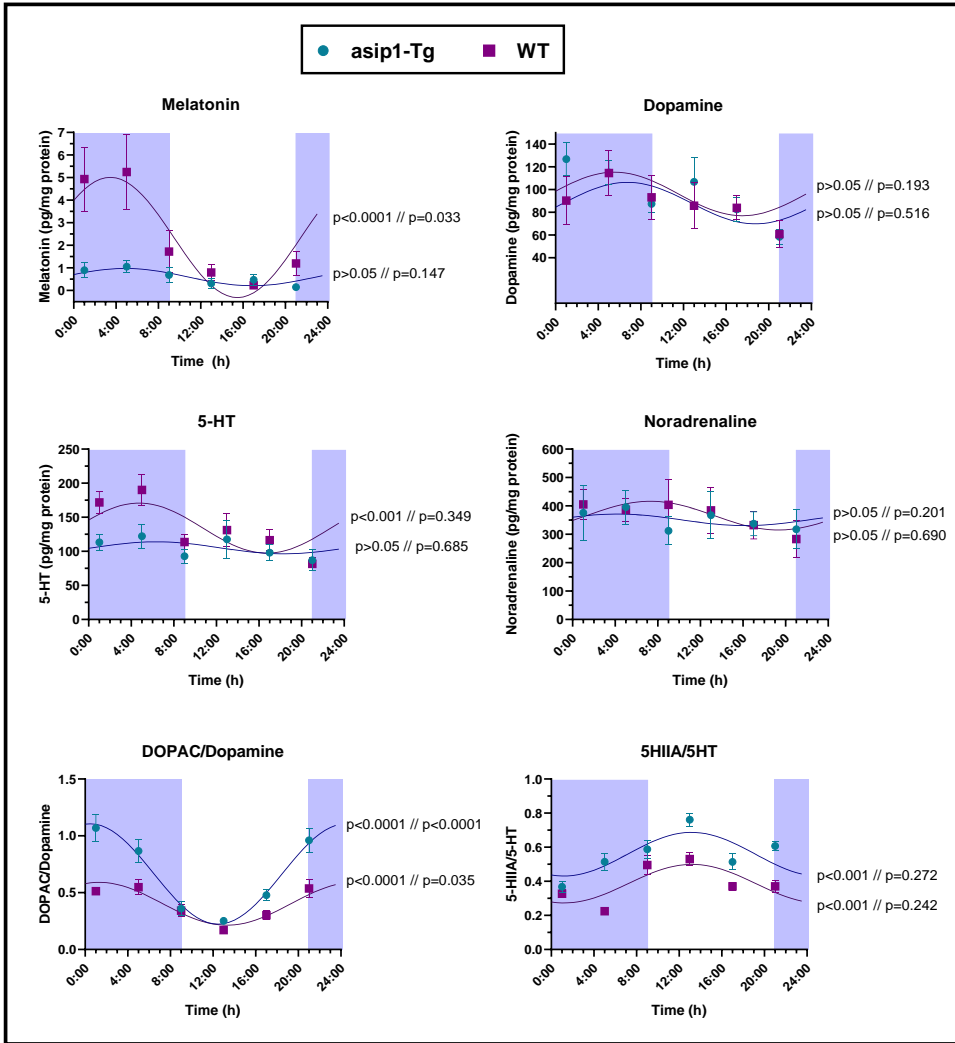 asip1-Tg WT
Melatonin
Melatonin (pg/mg protein)
7
6
5
4
3
2
1
0
0:00 4:00 8:00 12:00 16:00 20:00 24:00
Time (h)
p<0.0001 // p=0.033
p>0.05 // p=0.147
Dopamine
Dopamine (pg/mg protein)
140
120
100
80
60
40
0:00 4:00 8:00 12:00 16:00 20:00 24:00
Time (h)
p>0.05 // p=0.193
p>0.05 // p=0.516
5-HT
5-HT (pg/mg protein)
250
200
150
100
50
0
0:00 4:00 8:00 12:00 16:00 20:00 24:00
Time (h)
p<0.001 // p=0.349
p>0.05 // p=0.685
Noradrenaline
Noradrenaline (pg/mg protein)
600
500
400
300
200
100
0
0:00 4:00 8:00 12:00 16:00 20:00 24:00
Time (h)
p>0.05 // p=0.201
p>0.05 // p=0.690
DOPAC/Dopamine
DOPAC/Dopamine
1.5
1.0
0.5
0.0
0:00 4:00 8:00 12:00 16:00 20:00 24:00
Time (h)
p<0.0001 // p<0.0001
p<0.0001 // p=0.035
5HIIA/5HT
5-HIIA/5-HT
1.0
0.8
0.6
0.4
0.2
0.0
0:00 4:00 8:00 12:00 16:00 20:00 24:00
Time (h)
p<0.001 // p=0.272
p<0.001 // p=0.242